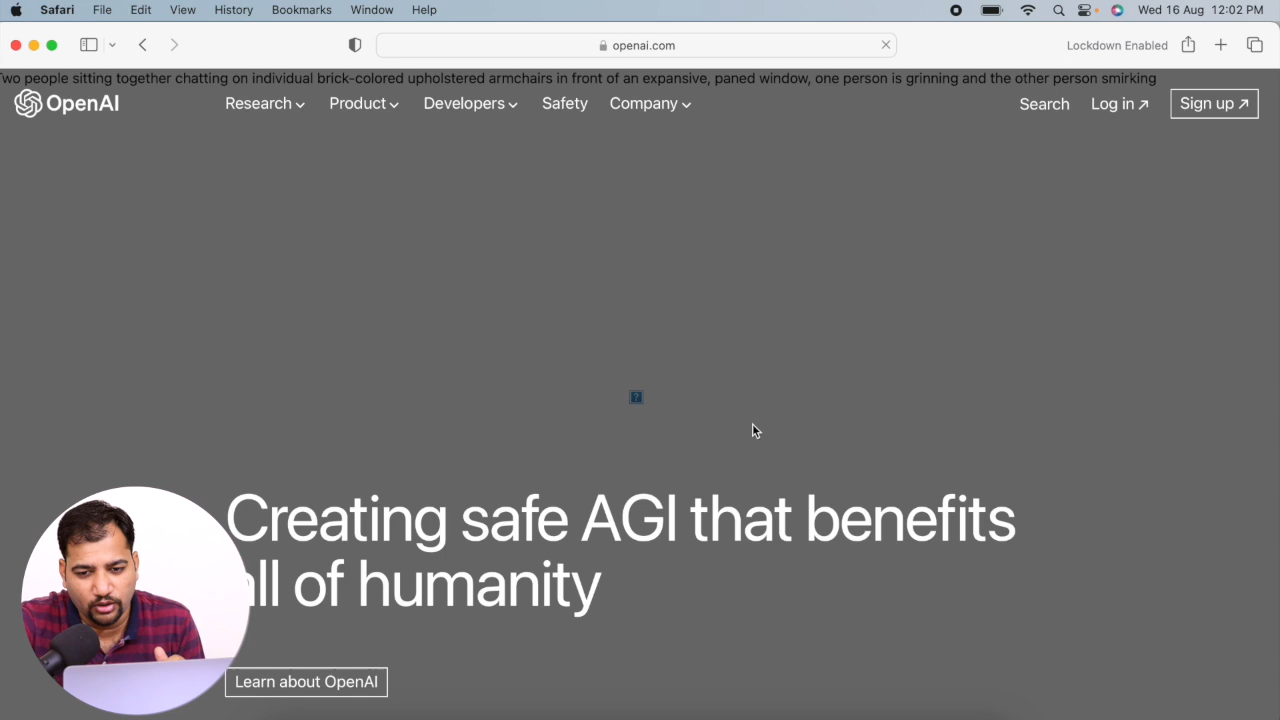 Safari File Edit View History Bookmarks Window Help Wed 16 Aug 12:02 PM
openai.com Lockdown Enabled
wo people sitting together chatting on individual brick-colored upholstered armchairs in front of an expansive, paned window, one person is grinning and the other person smirking
OpenAI Research Product Developers Safety Company Search Log in ↗ Sign up ↗
?
Creating safe AGI that benefits
ll of humanity
Learn about OpenAI